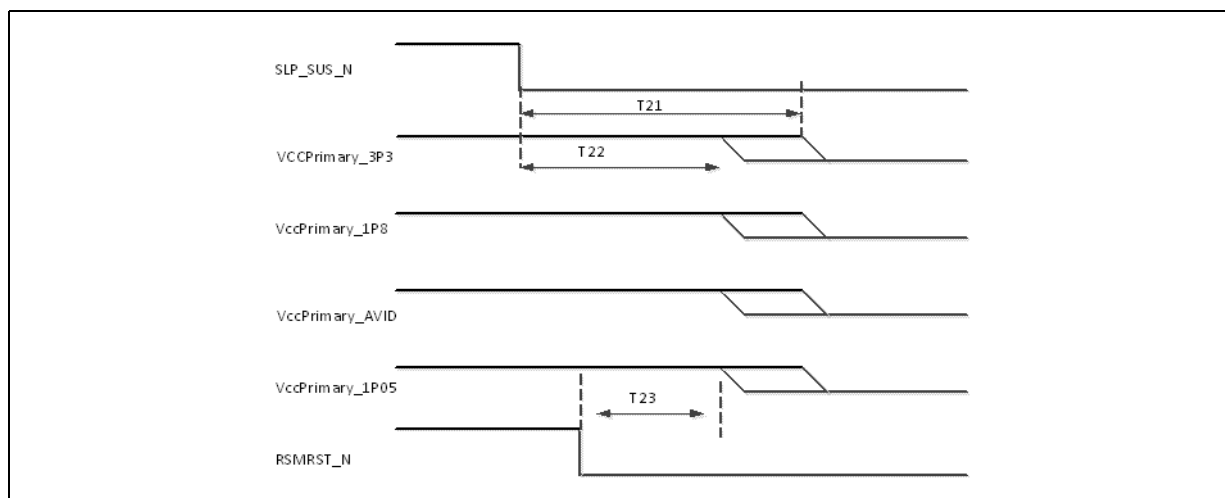 SLP_SUS_N
T21
VCCPrimary_3P3
T22
VccPrimary_1P8
VccPrimary_AVID
VccPrimary_1P05
T23
RSMRST_N